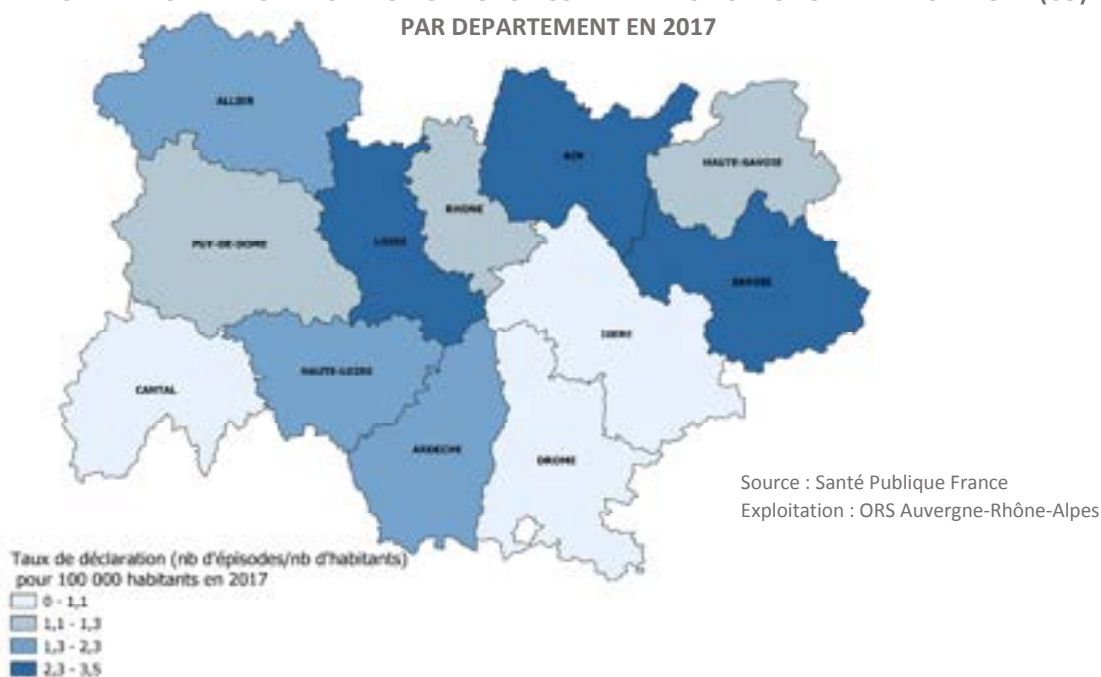 (CO)
PAR DEPARTEMENT EN 2017
ALLIER
AIN
HAUTE-SAVOIE
RHONE
LOIRE
PUY-DE-DOME
SAVOIE
ISERE
HAUTE-LOIRE
CANTAL
ARDECHE
DROME
Source : Santé Publique France
Exploitation : ORS Auvergne-Rhône-Alpes
Taux de déclaration (nb d'épisodes/nb d'habitants)
pour 100 000 habitants en 2017
0 - 1,1
1,1 - 1,3
1,3 - 2,3
2,3 - 3,5